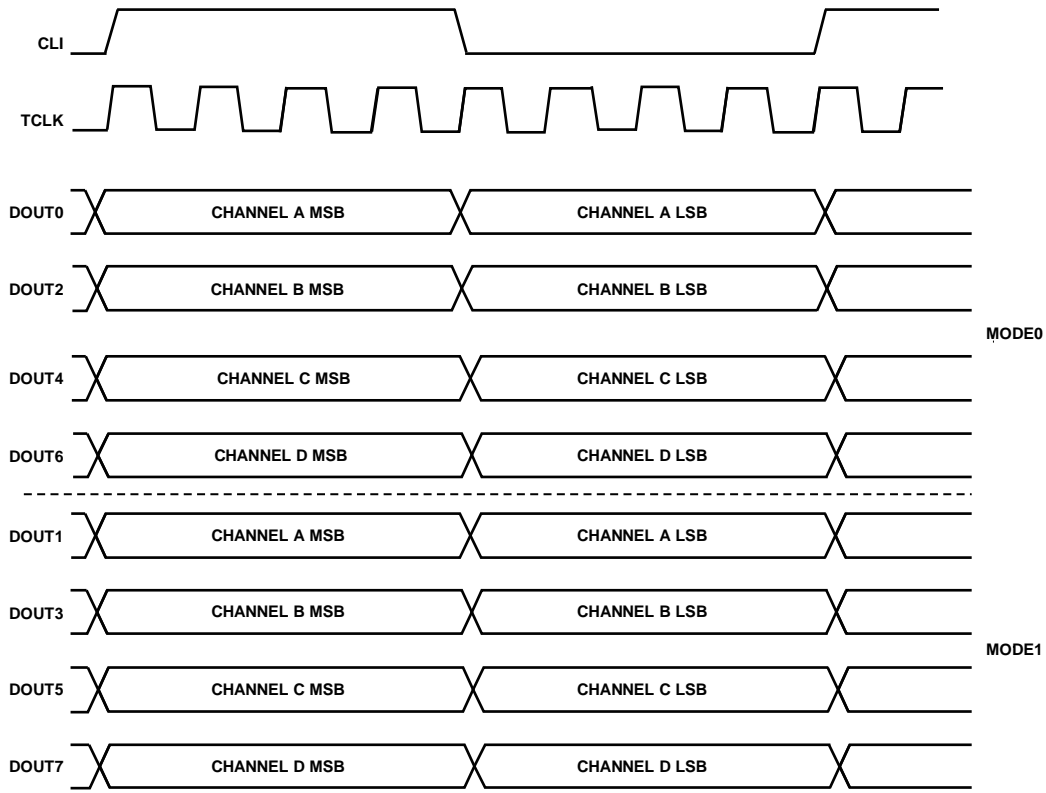 CLI
TCLK
DOUT0 CHANNEL A MSB CHANNEL A LSB
DOUT2 CHANNEL B MSB CHANNEL B LSB
MODE0
DOUT4 CHANNEL C MSB CHANNEL C LSB
DOUT6 CHANNEL D MSB CHANNEL D LSB
DOUT1 CHANNEL A MSB CHANNEL A LSB
DOUT3 CHANNEL B MSB CHANNEL B LSB
MODE1
DOUT5 CHANNEL C MSB CHANNEL C LSB
DOUT7 CHANNEL D MSB CHANNEL D LSB